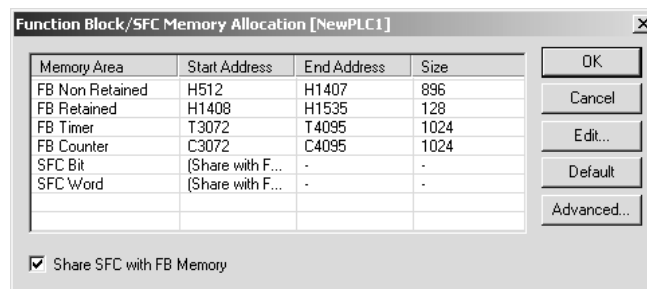 Function Block/SFC Memory Allocation [NewPLC1]
Memory Area Start Address End Address Size
FB Non Retained H512 H1407 896
FB Retained H1408 H1535 128
FB Timer T3072 T4095 1024
FB Counter C3072 C4095 1024
SFC Bit (Share with F... - -
SFC Word (Share with F... - -
OK
Cancel
Edit...
Default
Advanced...
Share SFC with FB Memory